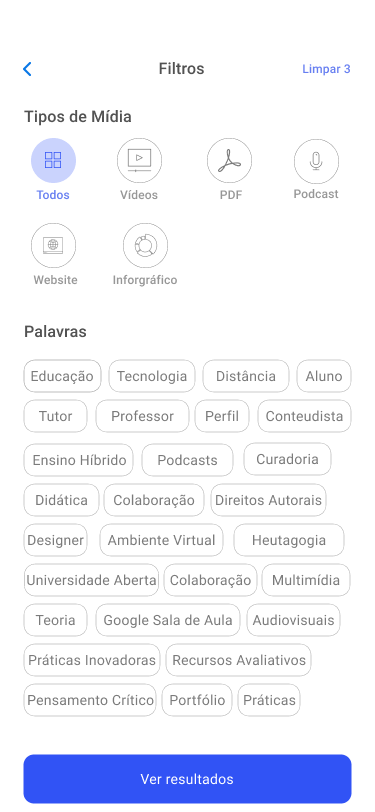 Filtros Limpar 3
Tipos de Mídia
Todos Vídeos PDF Podcast
Website Inforgráfico
Palavras
Educação Tecnologia Distância Aluno
Tutor Professor Perfil Conteudista
Ensino Híbrido Podcasts Curadoria
Didática Colaboração Direitos Autorais
Designer Ambiente Virtual Heutagogia
Universidade Aberta Colaboração Multimídia
Teoria Google Sala de Aula Audiovisuais
Práticas Inovadoras Recursos Avaliativos
Pensamento Crítico Portfólio Práticas
Ver resultados